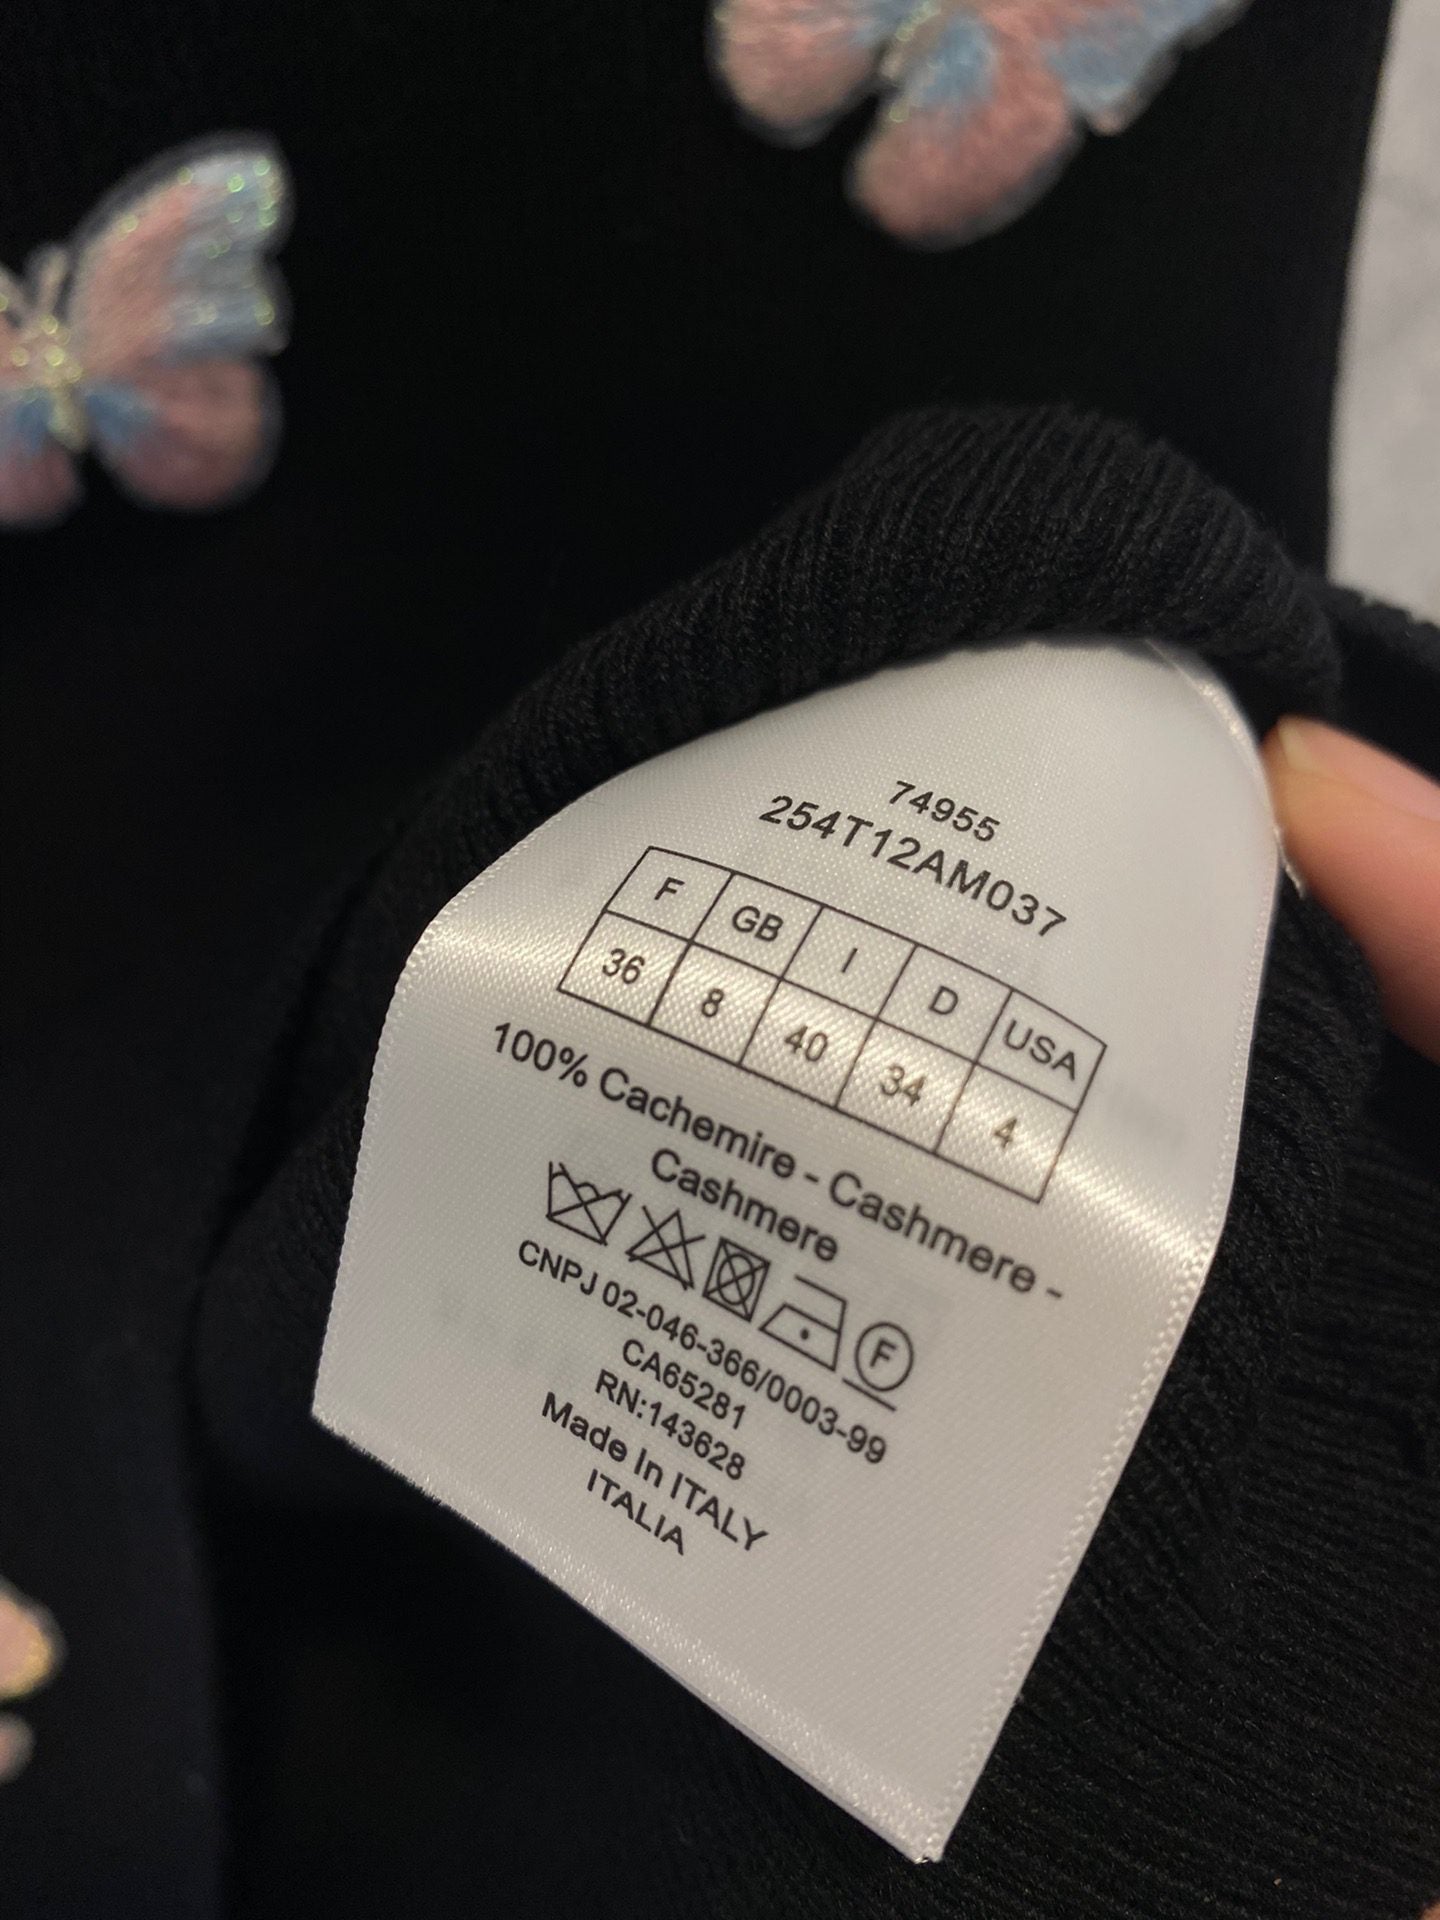 74955
254T12AM037
F GB I D USA
36 8 40 34 4
100% Cachemire - Cashmere -
Cashmere
F
CNPJ 02-046-366/0003-99
CA65281
RN:143628
Made In ITALY
ITALIA